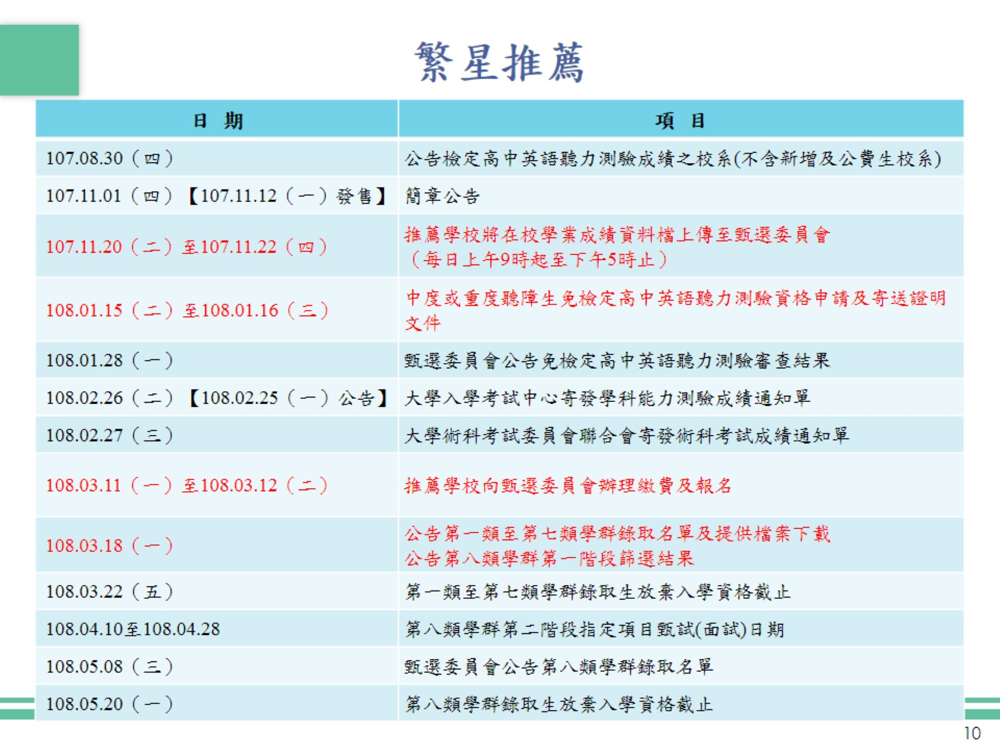 繁星推薦
日 期 項 目
107.08.30（四） 公告檢定高中英語聽力測驗成績之校系(不含新增及公費生校系)
107.11.01（四）【107.11.12（一）發售】 簡章公告
107.11.20（二）至107.11.22（四） 推薦學校將在校學業成績資料檔上傳至甄選委員會
（每日上午9時起至下午5時止）
108.01.15（二）至108.01.16（三） 中度或重度聽障生免檢定高中英語聽力測驗資格申請及寄送證明
文件
108.01.28（一） 甄選委員會公告免檢定高中英語聽力測驗審查結果
108.02.26（二）【108.02.25（一）公告】 大學入學考試中心寄發學科能力測驗成績通知單
108.02.27（三） 大學術科考試委員會聯合會寄發術科考試成績通知單
108.03.11（一）至108.03.12（二） 推薦學校向甄選委員會辦理繳費及報名
108.03.18（一） 公告第一類至第七類學群錄取名單及提供檔案下載
公告第八類學群第一階段篩選結果
108.03.22（五） 第一類至第七類學群錄取生放棄入學資格截止
108.04.10至108.04.28 第八類學群第二階段指定項目甄試(面試)日期
108.05.08（三） 甄選委員會公告第八類學群錄取名單
108.05.20（一） 第八類學群錄取生放棄入學資格截止
10